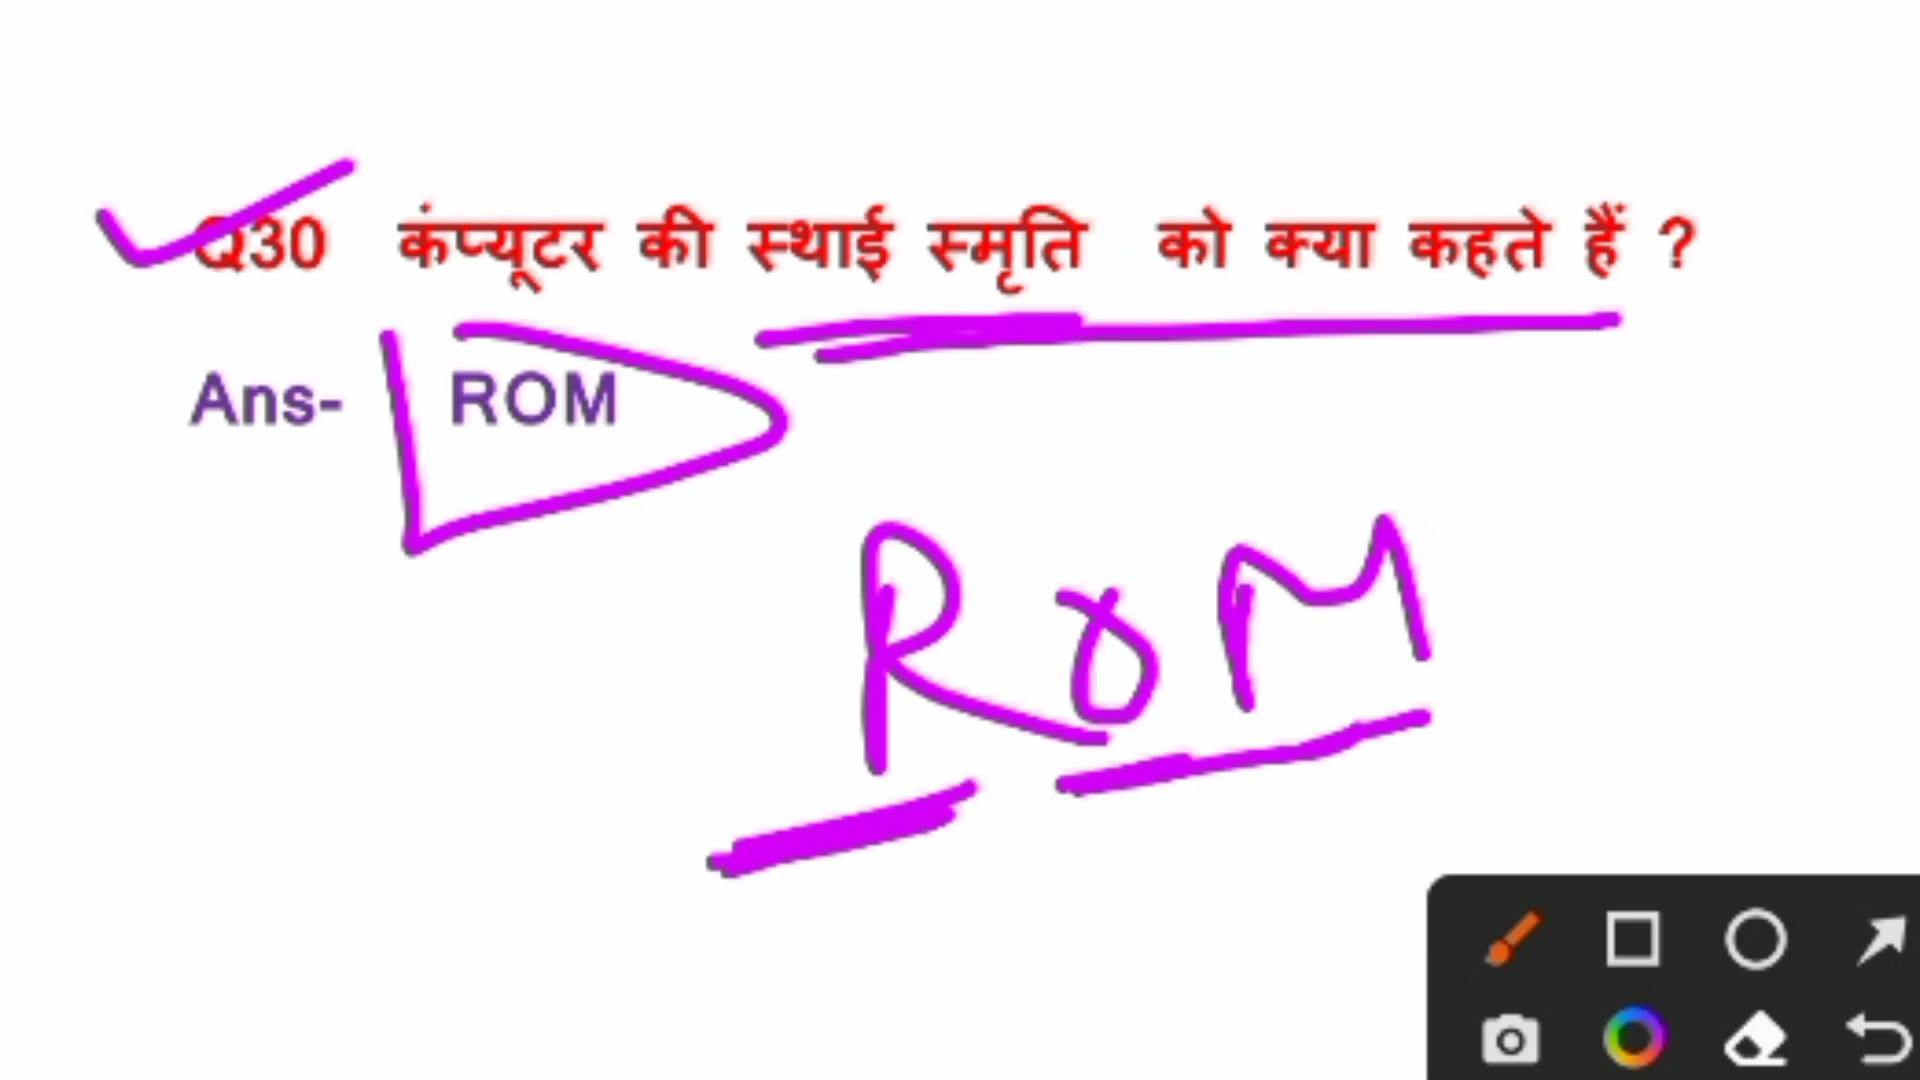 Q30 कंप्यूटर की स्थाई स्मृति को क्या कहते हैं ?
Ans- ROM
ROM